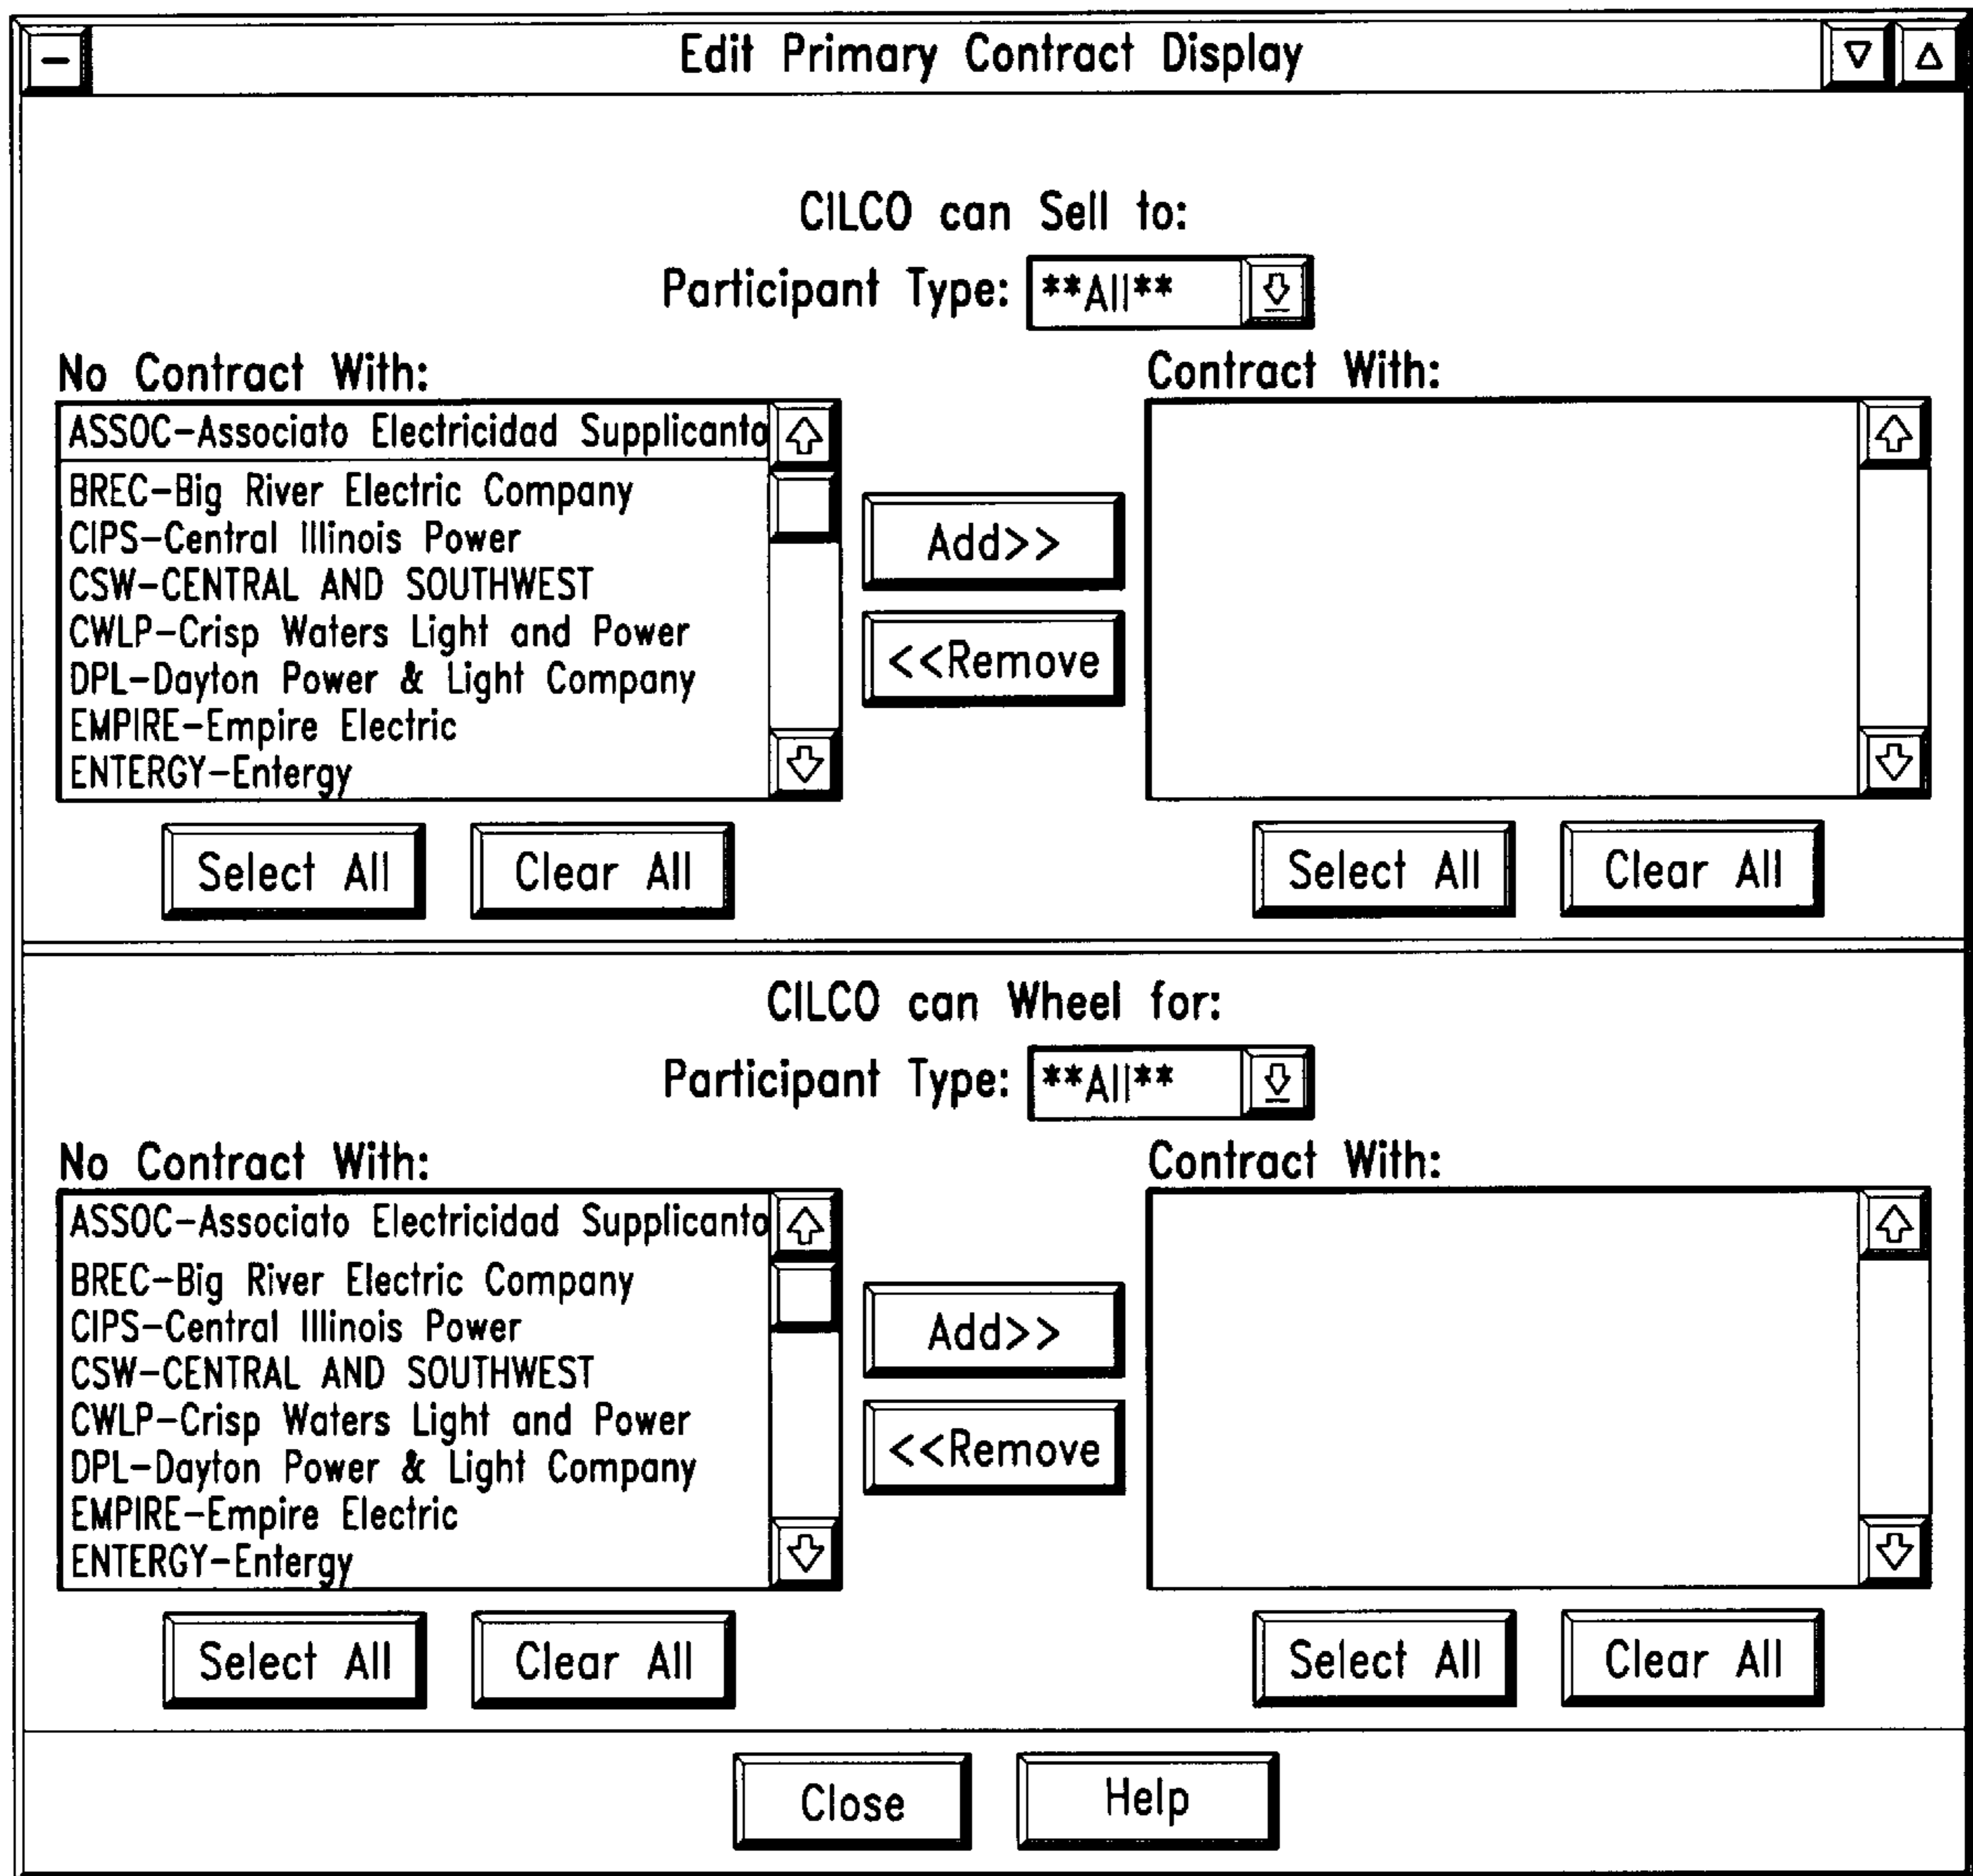 Edit Primary Contract Display
CILCO can Sell to:
Participant Type: **All**
No Contract With:
ASSOC-Associato Electricidad Supplicanto
BREC-Big River Electric Company
CIPS-Central Illinois Power
CSW-CENTRAL AND SOUTHWEST
CWLP-Crisp Waters Light and Power
DPL-Dayton Power & Light Company
EMPIRE-Empire Electric
ENTERGY-Entergy
Select All
Clear All
Add>>
<<Remove
Contract With:
Select All
Clear All
CILCO can Wheel for:
Participant Type: **All**
No Contract With:
ASSOC-Associato Electricidad Supplicanto
BREC-Big River Electric Company
CIPS-Central Illinois Power
CSW-CENTRAL AND SOUTHWEST
CWLP-Crisp Waters Light and Power
DPL-Dayton Power & Light Company
EMPIRE-Empire Electric
ENTERGY-Entergy
Select All
Clear All
Add>>
<<Remove
Contract With:
Select All
Clear All
Close
Help